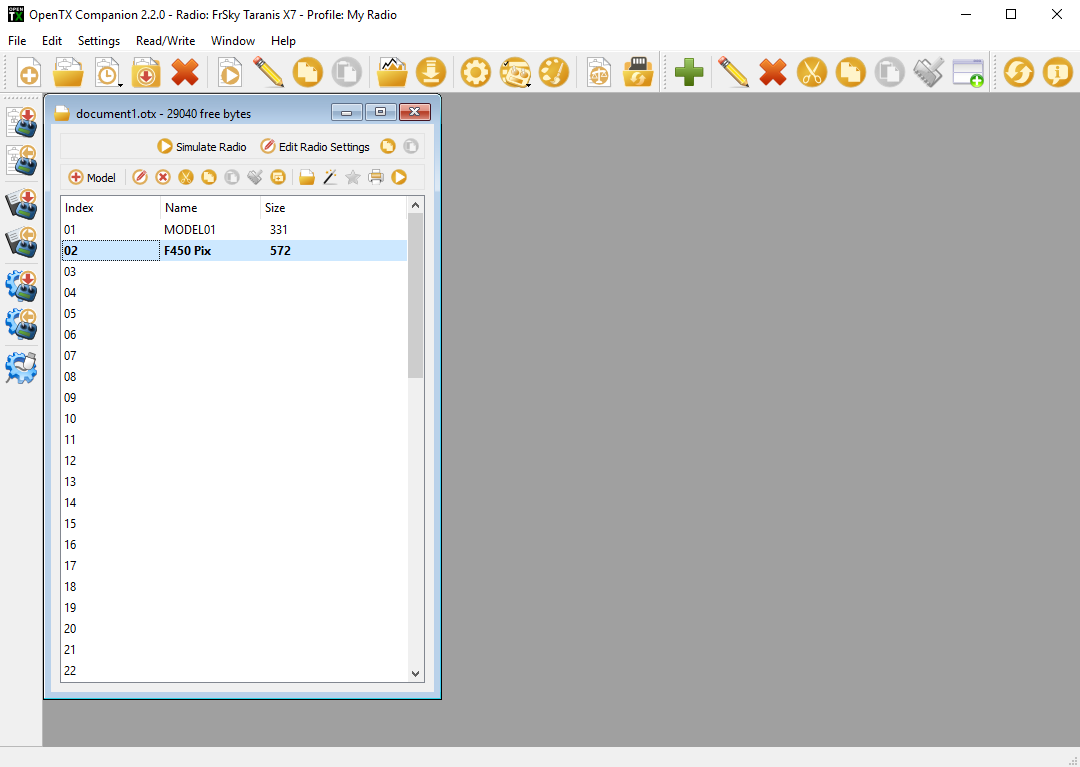 OPEN
TX
OpenTX Companion 2.2.0 - Radio: FrSky Taranis X7 - Profile: My Radio
File Edit Settings Read/Write Window Help
document1.otx - 29040 free bytes
Simulate Radio Edit Radio Settings
Model
Index Name Size
01 MODEL01 331
02 F450 Pix 572
03
04
05
06
07
08
09
10
11
12
13
14
15
16
17
18
19
20
21
22